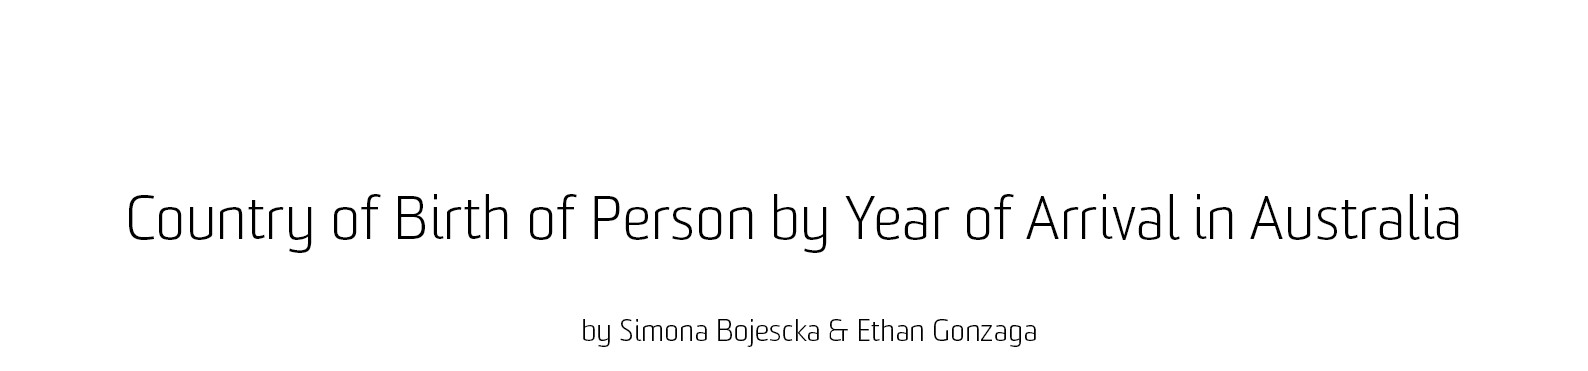 Country of Birth of Person by Year of Arrival in Australia
by Simona Bojescka & Ethan Gonzaga